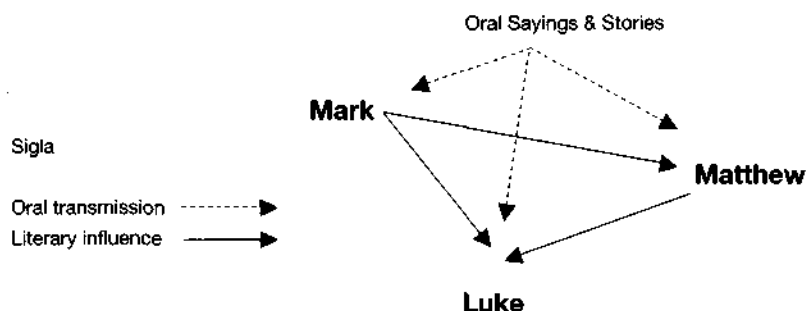 Oral Sayings & Stories
Mark
Sigla
Matthew
Oral transmission
Literary influence
Luke